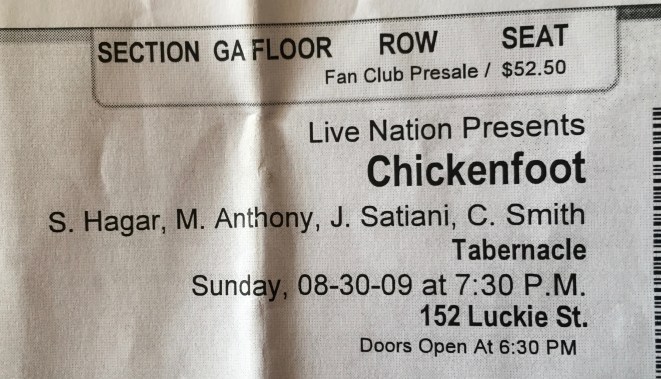 SECTION GA FLOOR ROW SEAT
Fan Club Presale / $52.50
Live Nation Presents
Chickenfoot
S. Hagar, M. Anthony, J. Satiani, C. Smith
Tabernacle
Sunday, 08-30-09 at 7:30 P.M.
152 Luckie St.
Doors Open At 6:30 PM